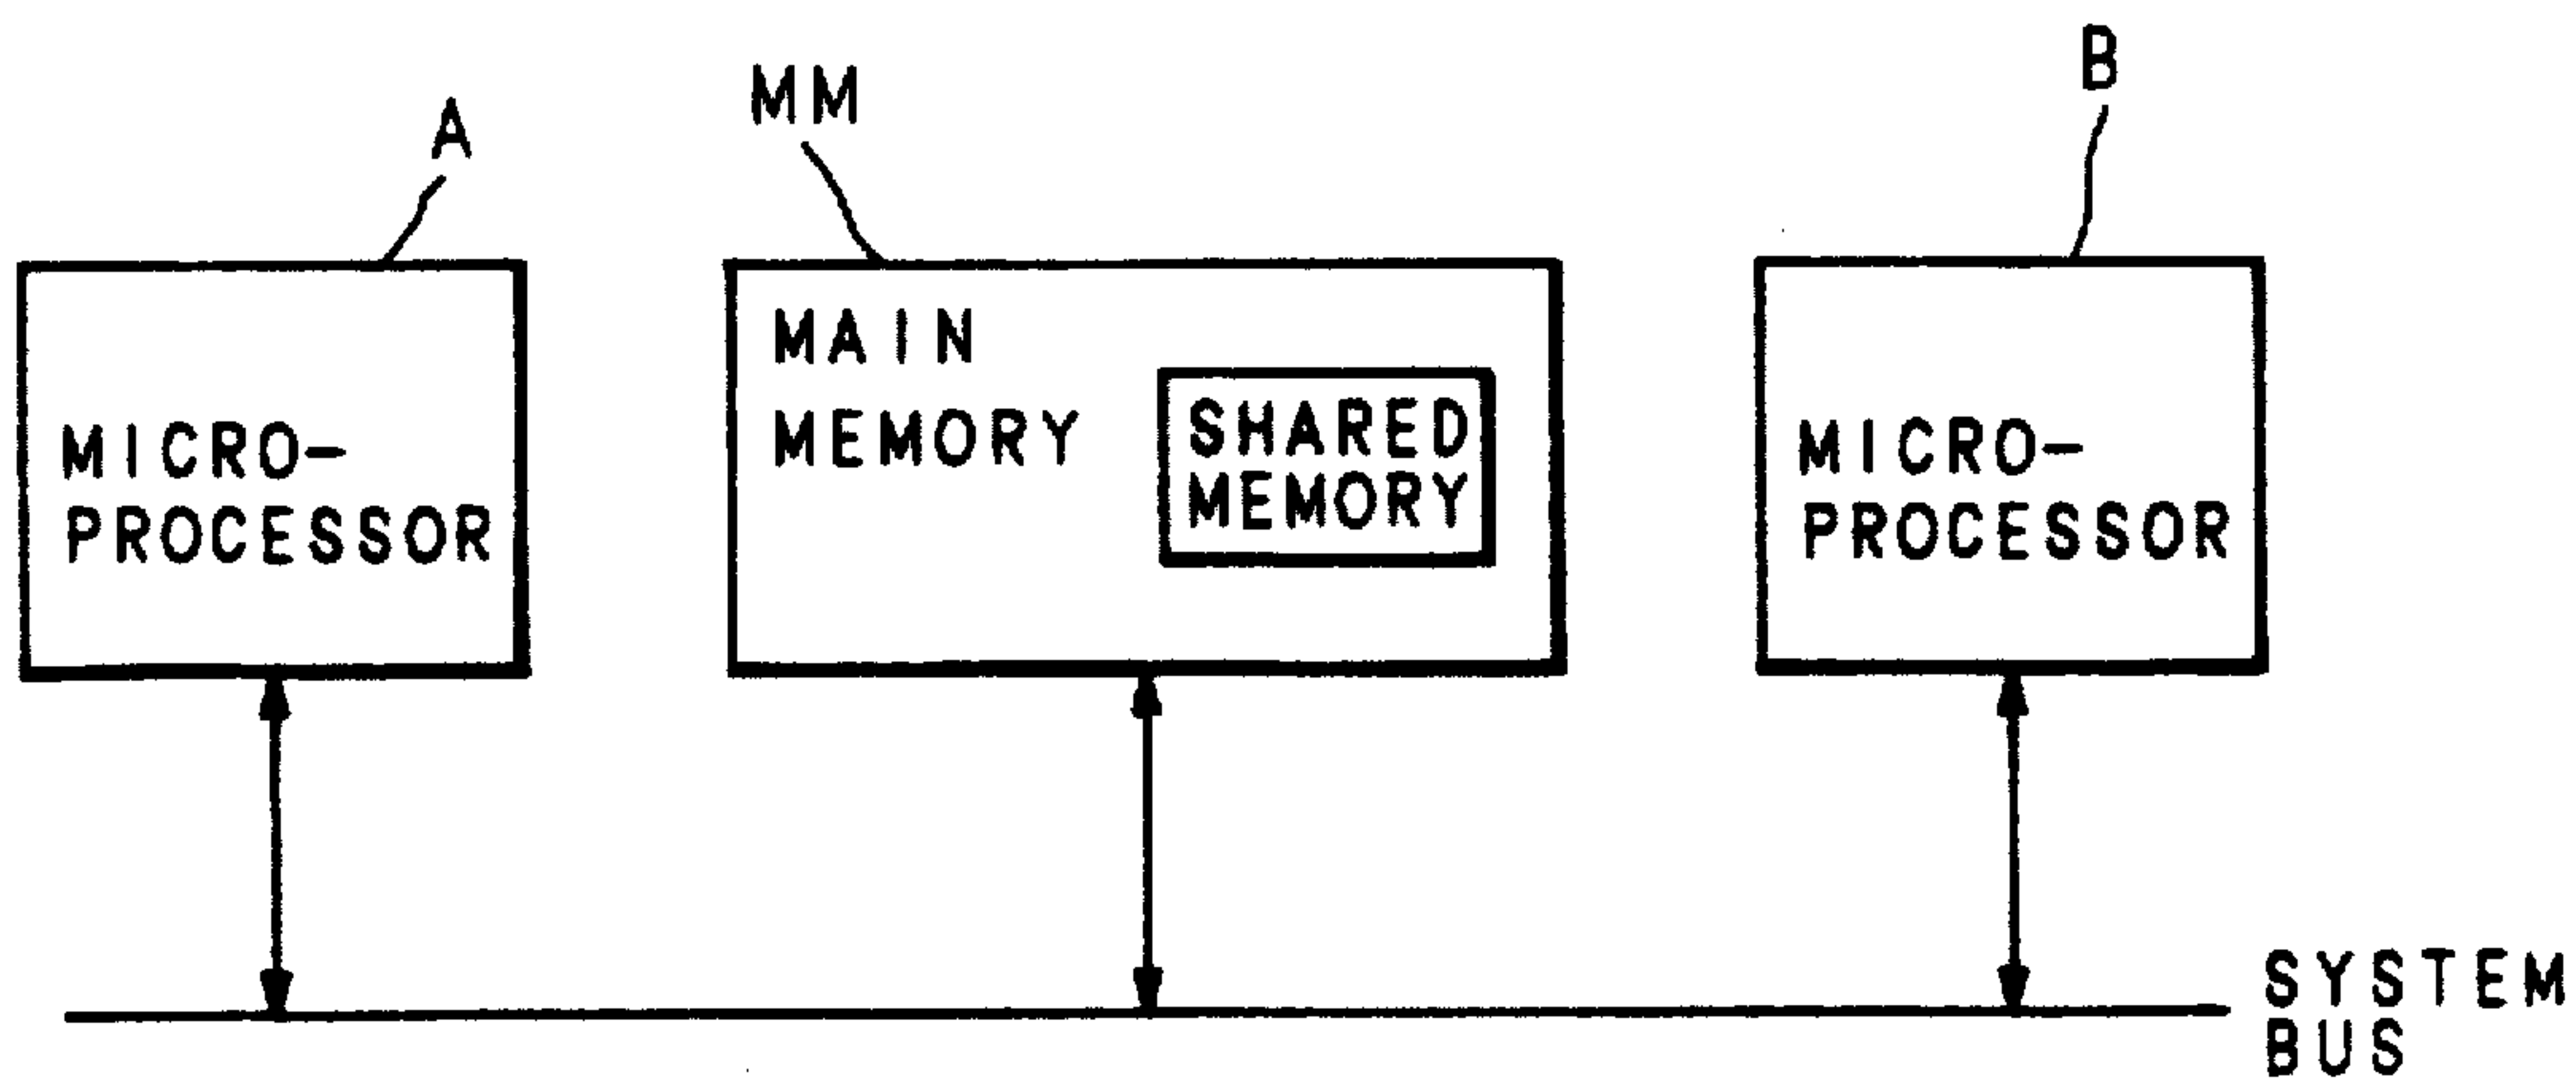 A
MM
B
MICRO-
PROCESSOR
MAIN
MEMORY
SHARED
MEMORY
MICRO-
PROCESSOR
SYSTEM
BUS